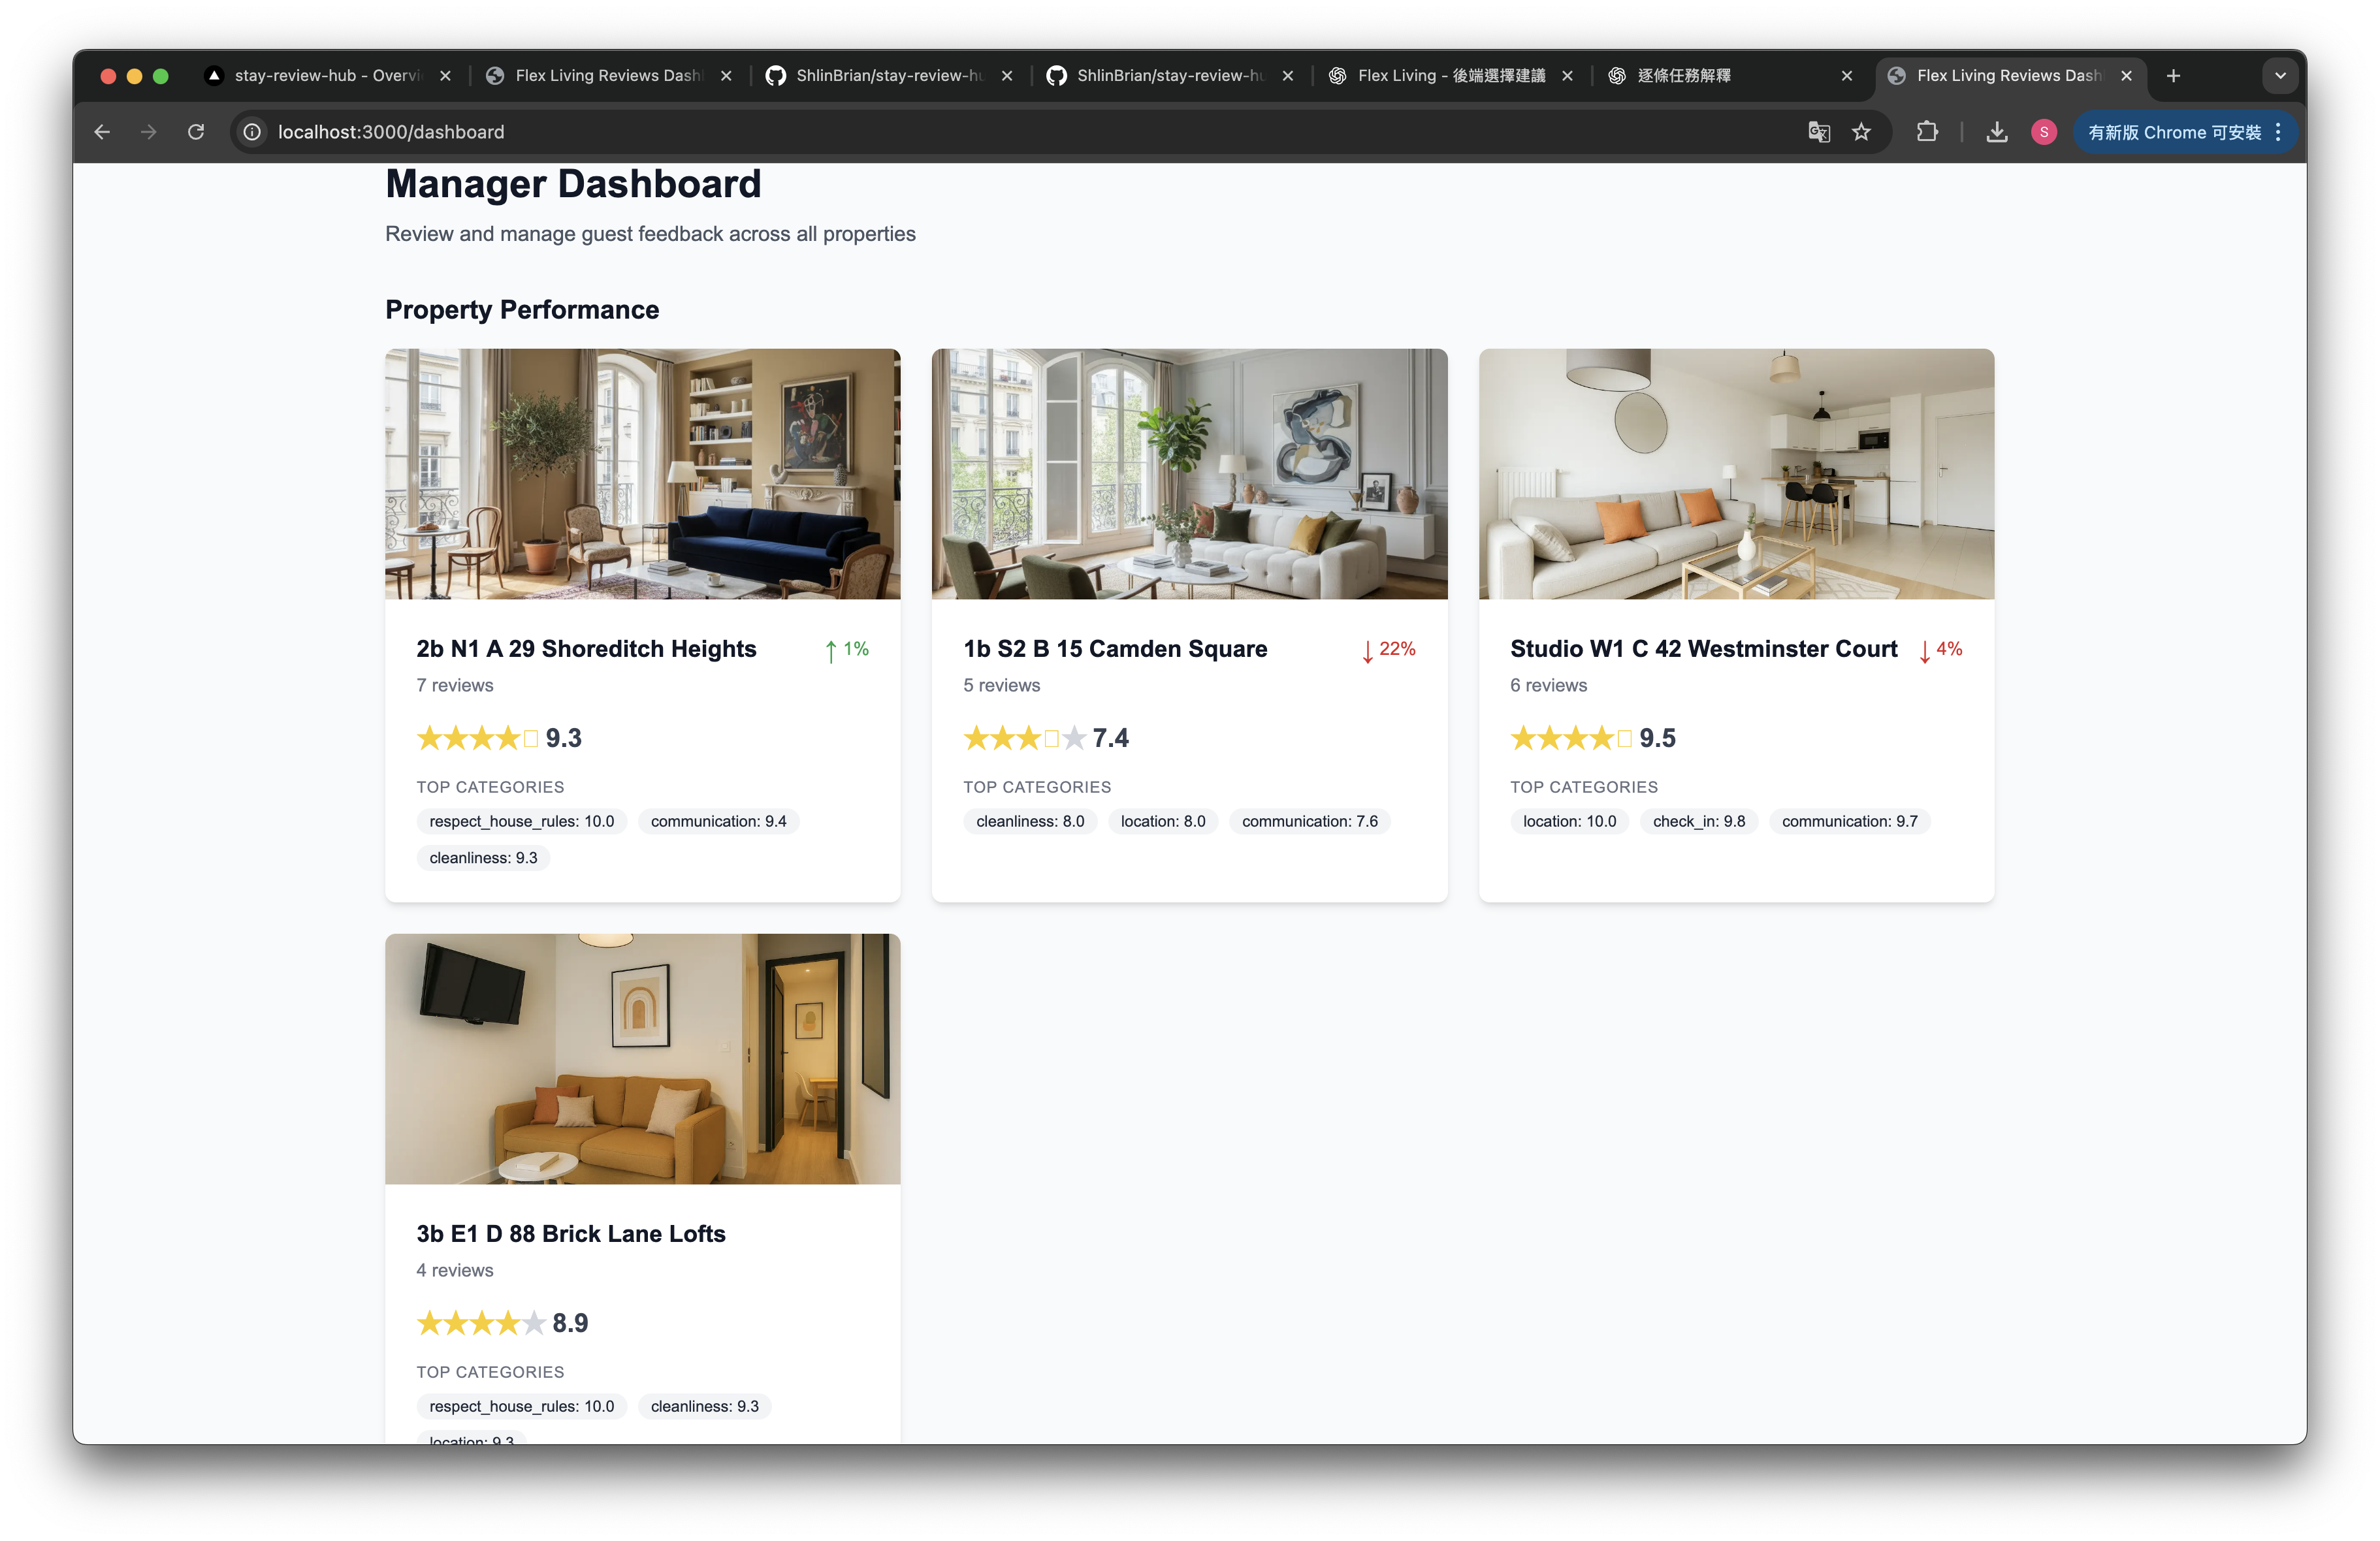 stay-review-hub - Overvi
Flex Living Reviews Dash
ShlinBrian/stay-review-hu
ShlinBrian/stay-review-hu
Flex Living - 後端選擇建議
逐條任務解釋
Flex Living Reviews Dash
localhost:3000/dashboard
S
有新版 Chrome 可安裝
Manager Dashboard
Review and manage guest feedback across all properties
Property Performance
2b N1 A 29 Shoreditch Heights
↑ 1%
7 reviews
★★★★ 9.3
TOP CATEGORIES
respect_house_rules: 10.0
communication: 9.4
cleanliness: 9.3
1b S2 B 15 Camden Square
↓ 22%
5 reviews
★★★ ★ 7.4
TOP CATEGORIES
cleanliness: 8.0
location: 8.0
communication: 7.6
Studio W1 C 42 Westminster Court
↓ 4%
6 reviews
★★★★ 9.5
TOP CATEGORIES
location: 10.0
check_in: 9.8
communication: 9.7
3b E1 D 88 Brick Lane Lofts
4 reviews
★★★★★ 8.9
TOP CATEGORIES
respect_house_rules: 10.0
cleanliness: 9.3
location: 9.3